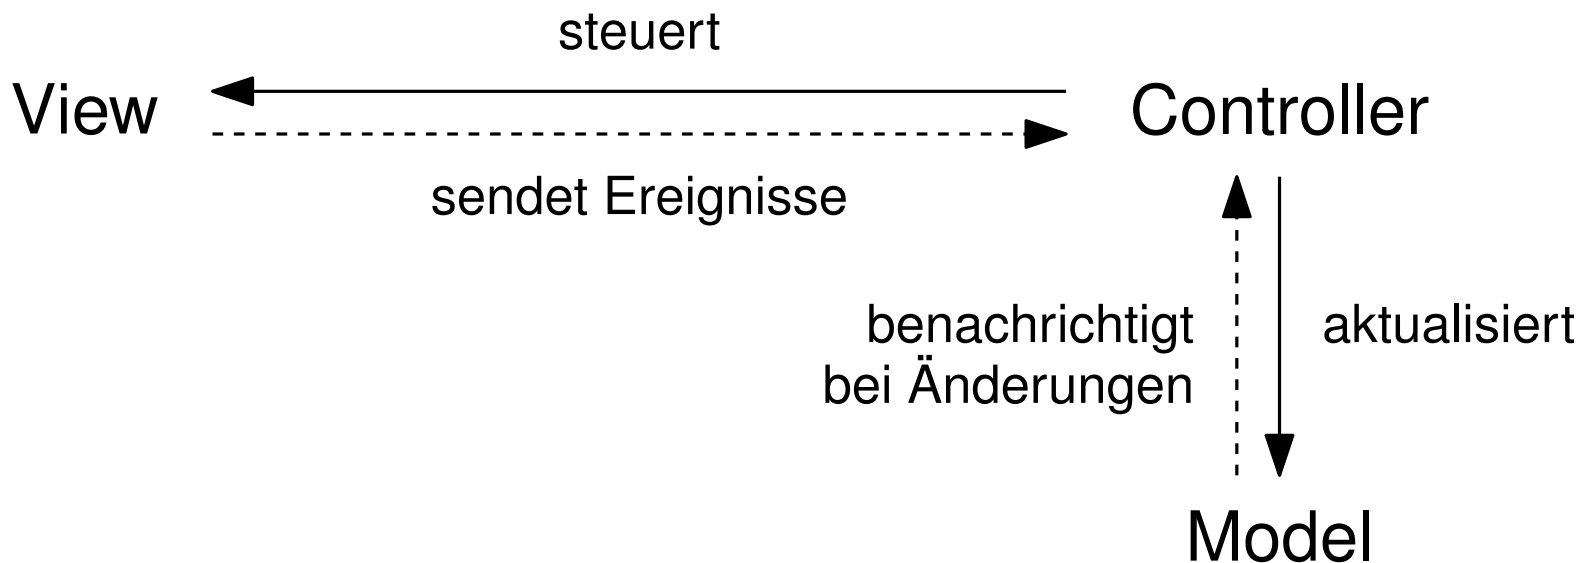 steuert
View
Controller
sendet Ereignisse
benachrichtigt
bei Änderungen
aktualisiert
Model